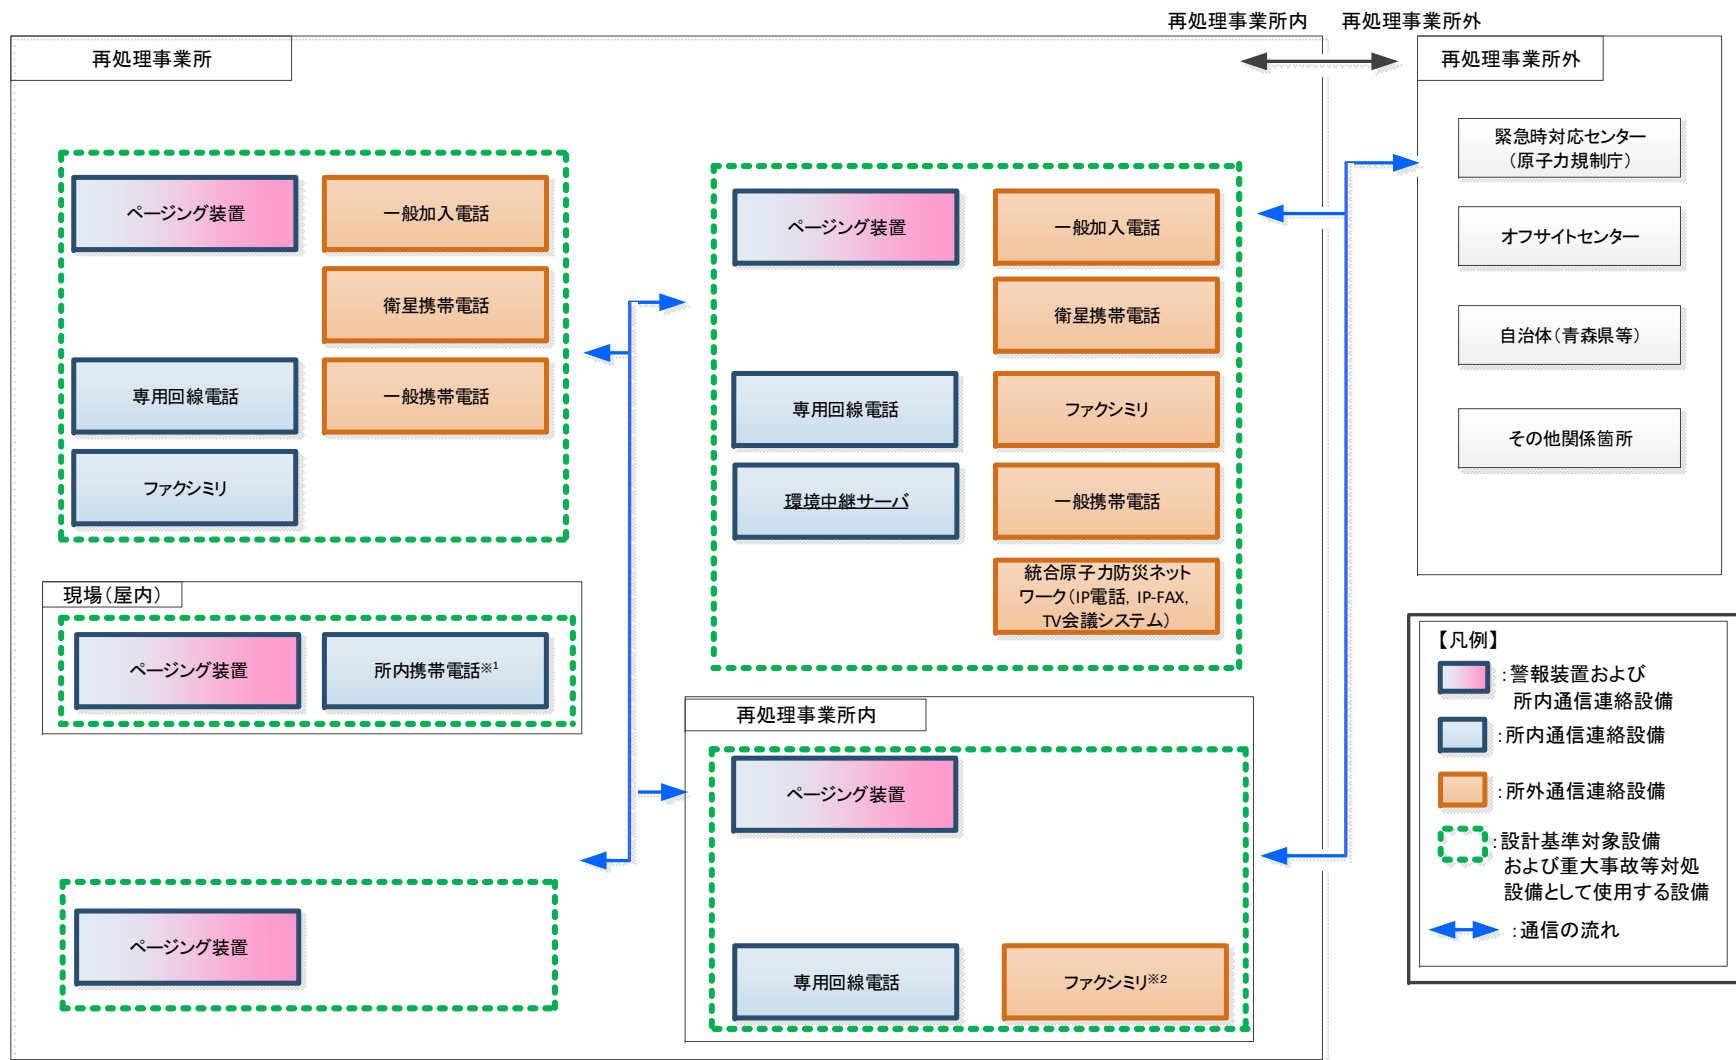 再処理事業所内
再処理事業所外
再処理事業所
ページング装置
一般加入電話
衛星携帯電話
専用回線電話
一般携帯電話
ファクシミリ
現場（屋内）
ページング装置
所内携帯電話※1
ページング装置
ページング装置
一般加入電話
衛星携帯電話
専用回線電話
ファクシミリ
環境中継サーバ
一般携帯電話
統合原子力防災ネット
ワーク（IP電話, IP-FAX,
TV会議システム）
再処理事業所内
ページング装置
専用回線電話
ファクシミリ※2
再処理事業所外
緊急時対応センター
（原子力規制庁）
オフサイトセンター
自治体（青森県等）
その他関係箇所
【凡例】
：警報装置および
所内通信連絡設備
：所内通信連絡設備
：所外通信連絡設備
：設計基準対象設備
および重大事故等対処
設備として使用する設備
：通信の流れ